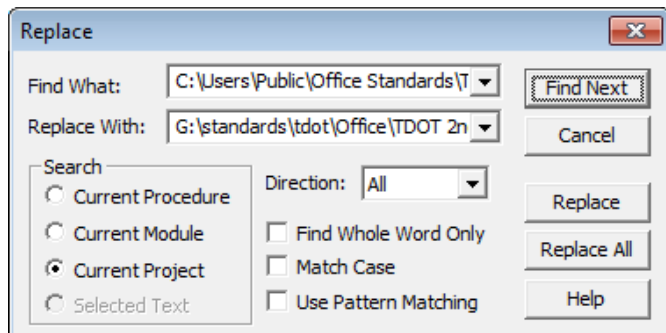 Replace
Find What: C:\Users\Public\Office Standards\T Find Next
Replace With: G:\standards\tdot\Office\TDOT 2n Cancel
Search
Current Procedure
Current Module
Current Project
Selected Text
Direction: All
Find Whole Word Only
Match Case
Use Pattern Matching
Replace
Replace All
Help